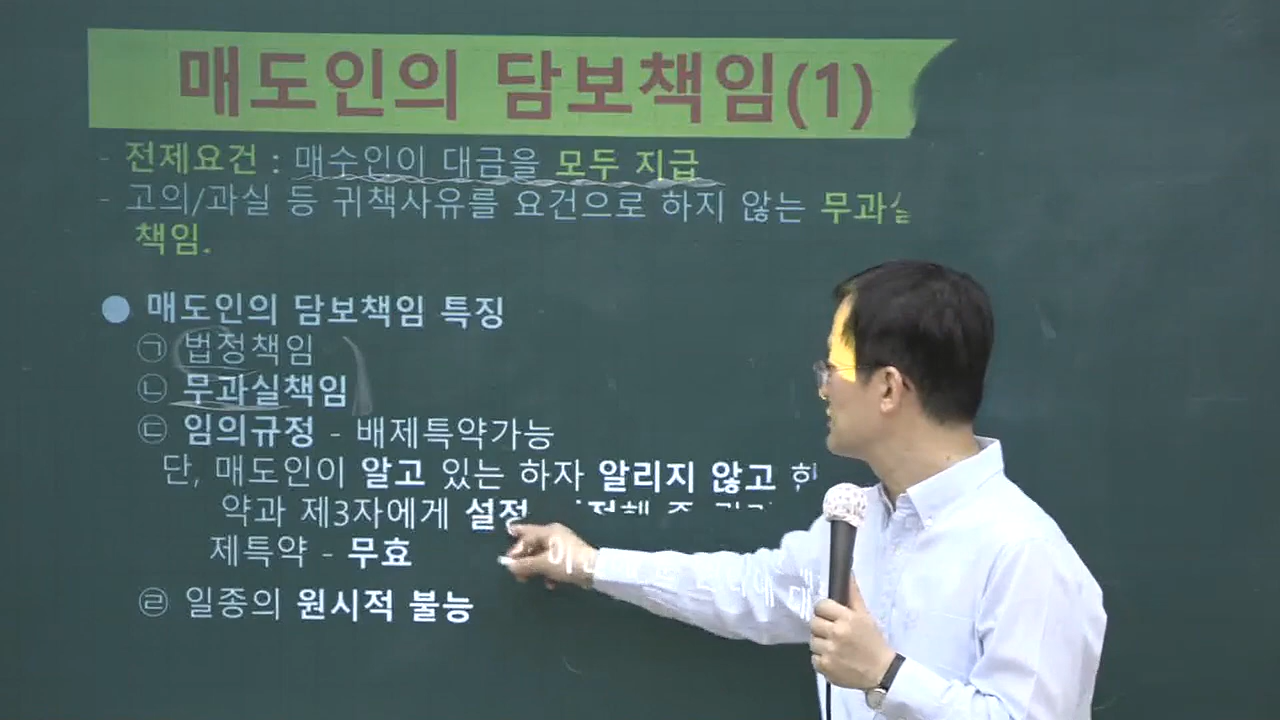 매도인의 담보책임(1)
- 전제요건 : 매수인이 대금을 모두 지급
- 고의/과실 등 귀책사유를 요건으로 하지 않는 무과실
책임.
● 매도인의 담보책임 특징
㉠ 법정책임
㉡ 무과실책임
㉢ 임의규정 - 배제특약가능
단, 매도인이 알고 있는 하자 알리지 않고 한
약과 제3자에게 설정
제특약 - 무효
㉣ 일종의 원시적 불능